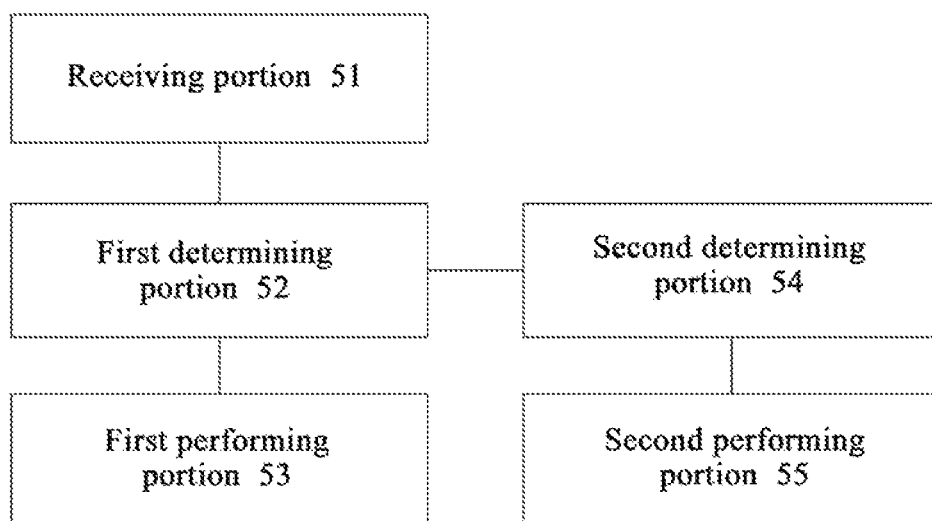 Receiving portion 51
First determining
portion 52
Second determining
portion 54
First performing
portion 53
Second performing
portion 55